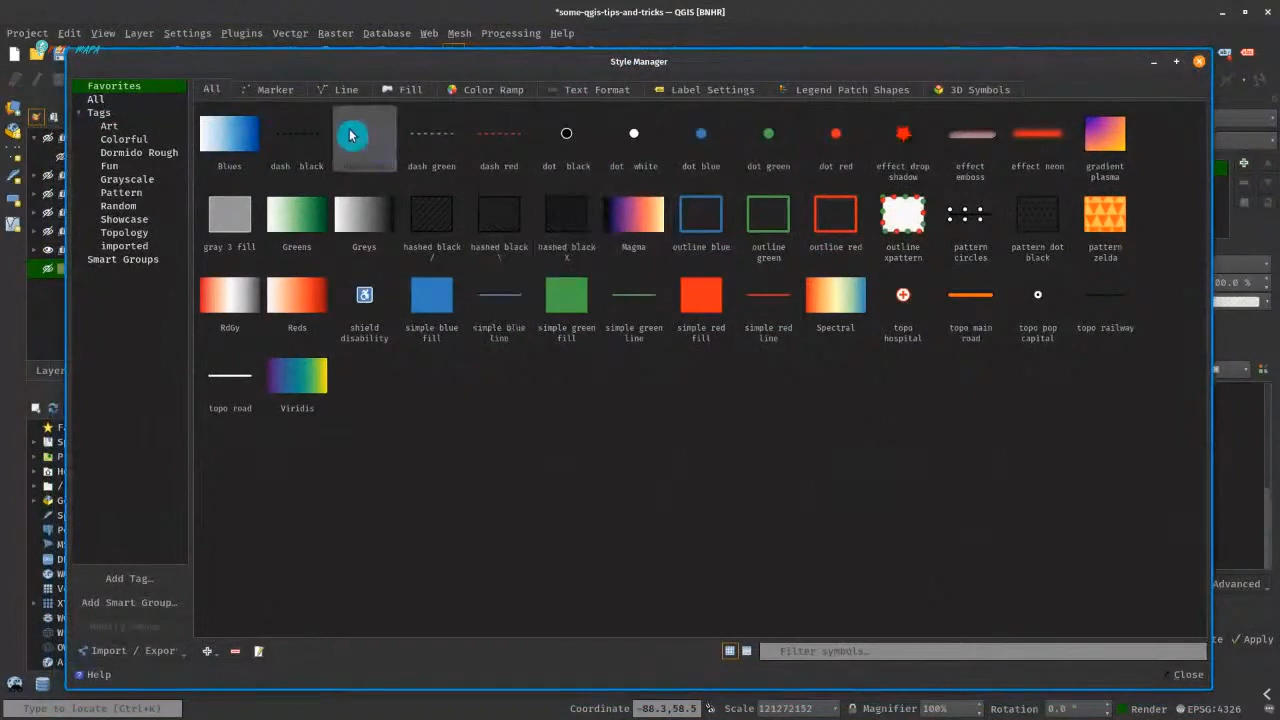 *some-qgis-tips-and-tricks — QGIS [BNHR]
Project Edit View Layer Settings Plugins Vector Raster Database Web Mesh Processing Help
MAPA
Style Manager
Favorites
All
Tags
Art
Colorful
Dormido Rough
Fun
Grayscale
Pattern
Random
Showcase
Topology
imported
Smart Groups
All Marker Line Fill Color Ramp Text Format Label Settings Legend Patch Shapes 3D Symbols
Blues dash black dash green dash red dot black dot white dot blue dot green dot red effect drop shadow effect emboss effect neon gradient plasma
gray 3 fill Greens Greys hashed black / hashed black \ hashed black X Magma outline blue outline green outline red outline xpattern pattern circles pattern dot black pattern zelda
RdGy Reds shield disability simple blue fill simple blue line simple green fill simple green line simple red fill simple red line Spectral topo hospital topo main road topo pop capital topo railway
topo road Viridis
Add Tag…
Add Smart Group…
Import / Expor
Filter symbols…
Help
Close
Layer
00.0 %
Advanced
Apply
Type to locate (Ctrl+K) Coordinate -88.3,58.5 Scale 121272152 Magnifier 100% Rotation 0.0 ° Render EPSG:4326